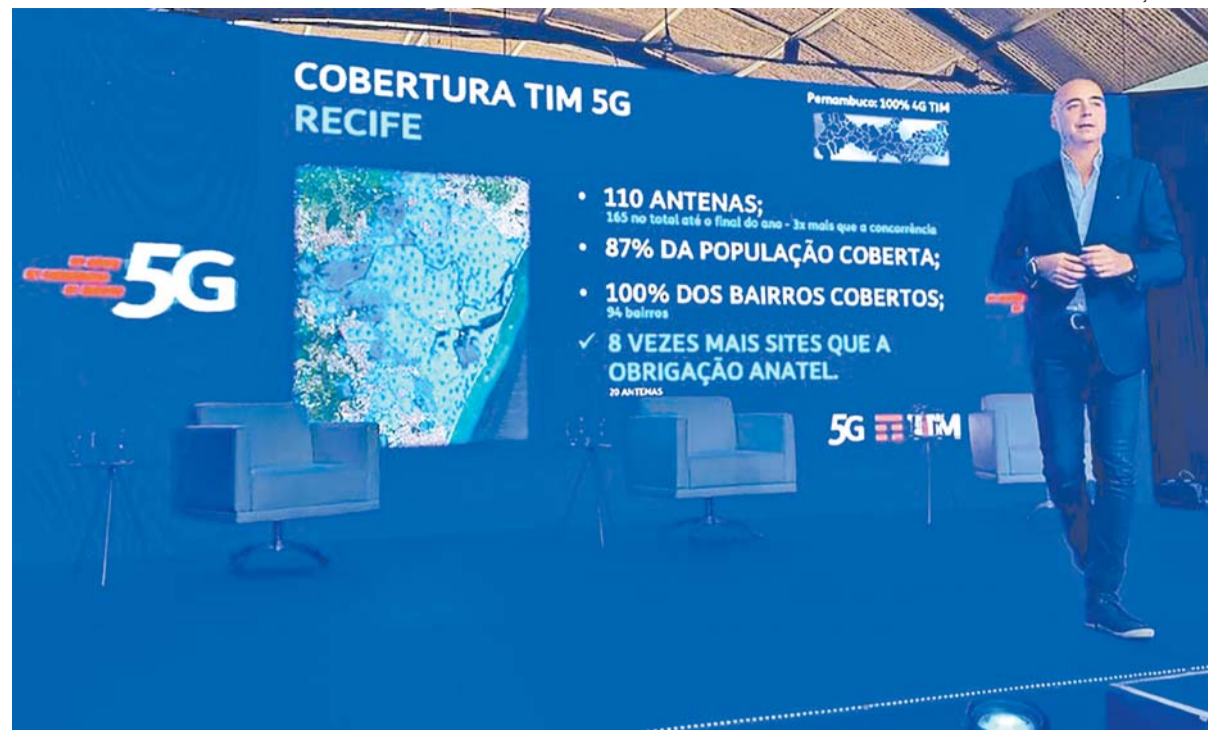 COBERTURA TIM 5G
RECIFE
Pernambuco: 100% 4G TIM
• 110 ANTENAS;
165 no total até o final do ano - 3x mais que a concorrência
• 87% DA POPULAÇÃO COBERTA;
• 100% DOS BAIRROS COBERTOS;
94 bairros
✓ 8 VEZES MAIS SITES QUE A
OBRIGAÇÃO ANATEL.
20 ANTENAS
5G
5G TIM